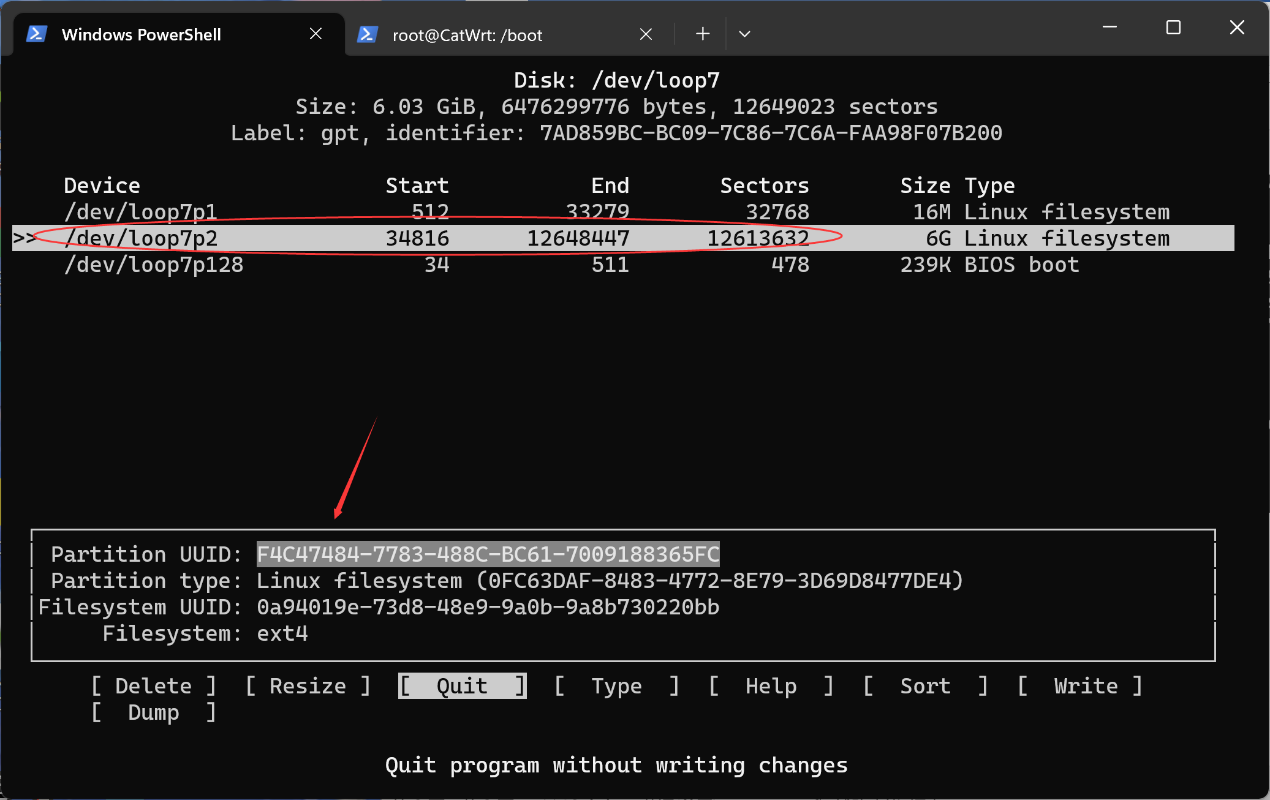 Windows PowerShell
root@CatWrt: /boot
Disk: /dev/loop7
Size: 6.03 GiB, 6476299776 bytes, 12649023 sectors
Label: gpt, identifier: 7AD859BC-BC09-7C86-7C6A-FAA98F07B200
Device Start End Sectors Size Type
/dev/loop7p1 512 33279 32768 16M Linux filesystem
>> /dev/loop7p2 34816 12648447 12613632 6G Linux filesystem
/dev/loop7p128 34 511 478 239K BIOS boot
Partition UUID: F4C47484-7783-488C-BC61-7009188365FC
Partition type: Linux filesystem (0FC63DAF-8483-4772-8E79-3D69D8477DE4)
Filesystem UUID: 0a94019e-73d8-48e9-9a0b-9a8b730220bb
Filesystem: ext4
[ Delete ] [ Resize ] [ Quit ] [ Type ] [ Help ] [ Sort ] [ Write ]
[ Dump ]
Quit program without writing changes